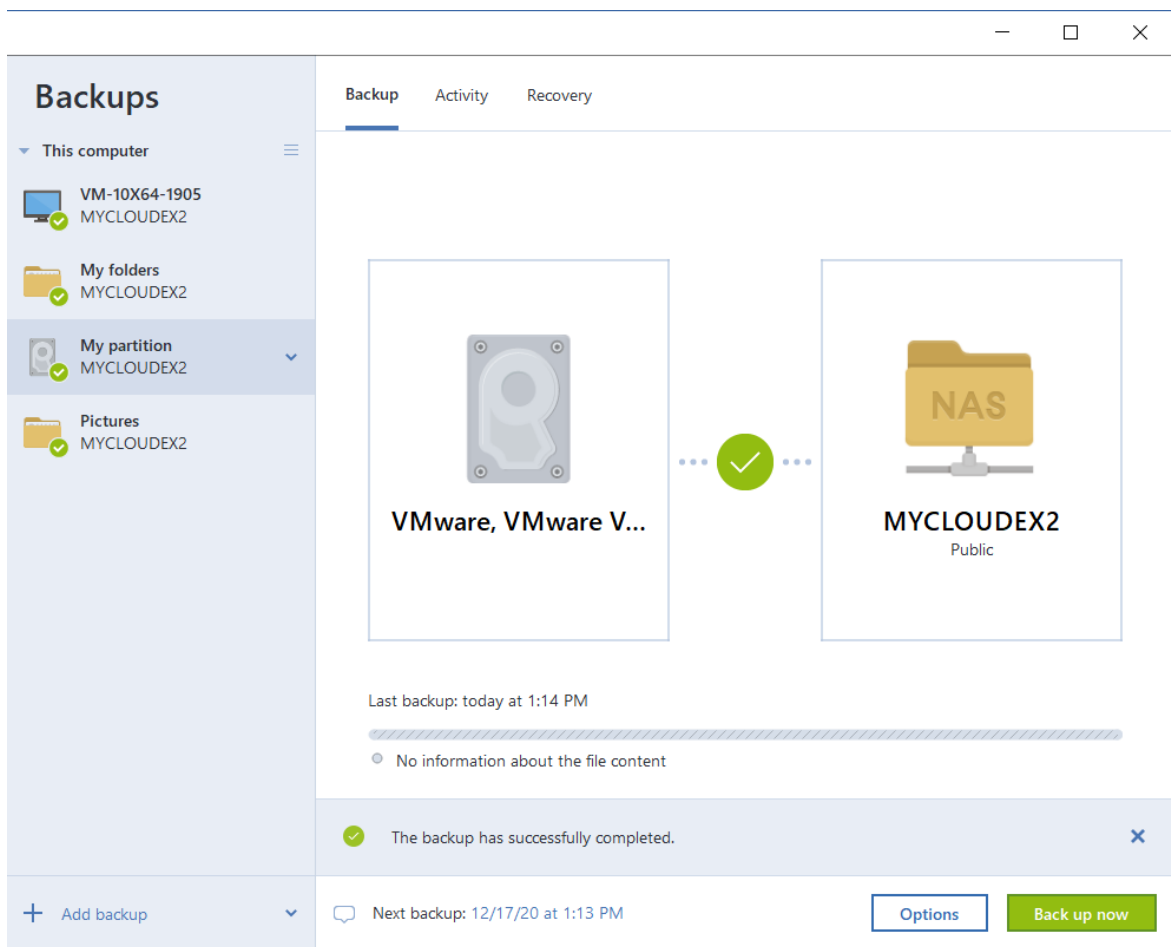 Backups
This computer
VM-10X64-1905
MYCLOUDEX2
My folders
MYCLOUDEX2
My partition
MYCLOUDEX2
Pictures
MYCLOUDEX2
Add backup
Backup Activity Recovery
VMware, VMware V...
NAS
MYCLOUDEX2
Public
Last backup: today at 1:14 PM
No information about the file content
The backup has successfully completed.
Next backup: 12/17/20 at 1:13 PM
Options
Back up now